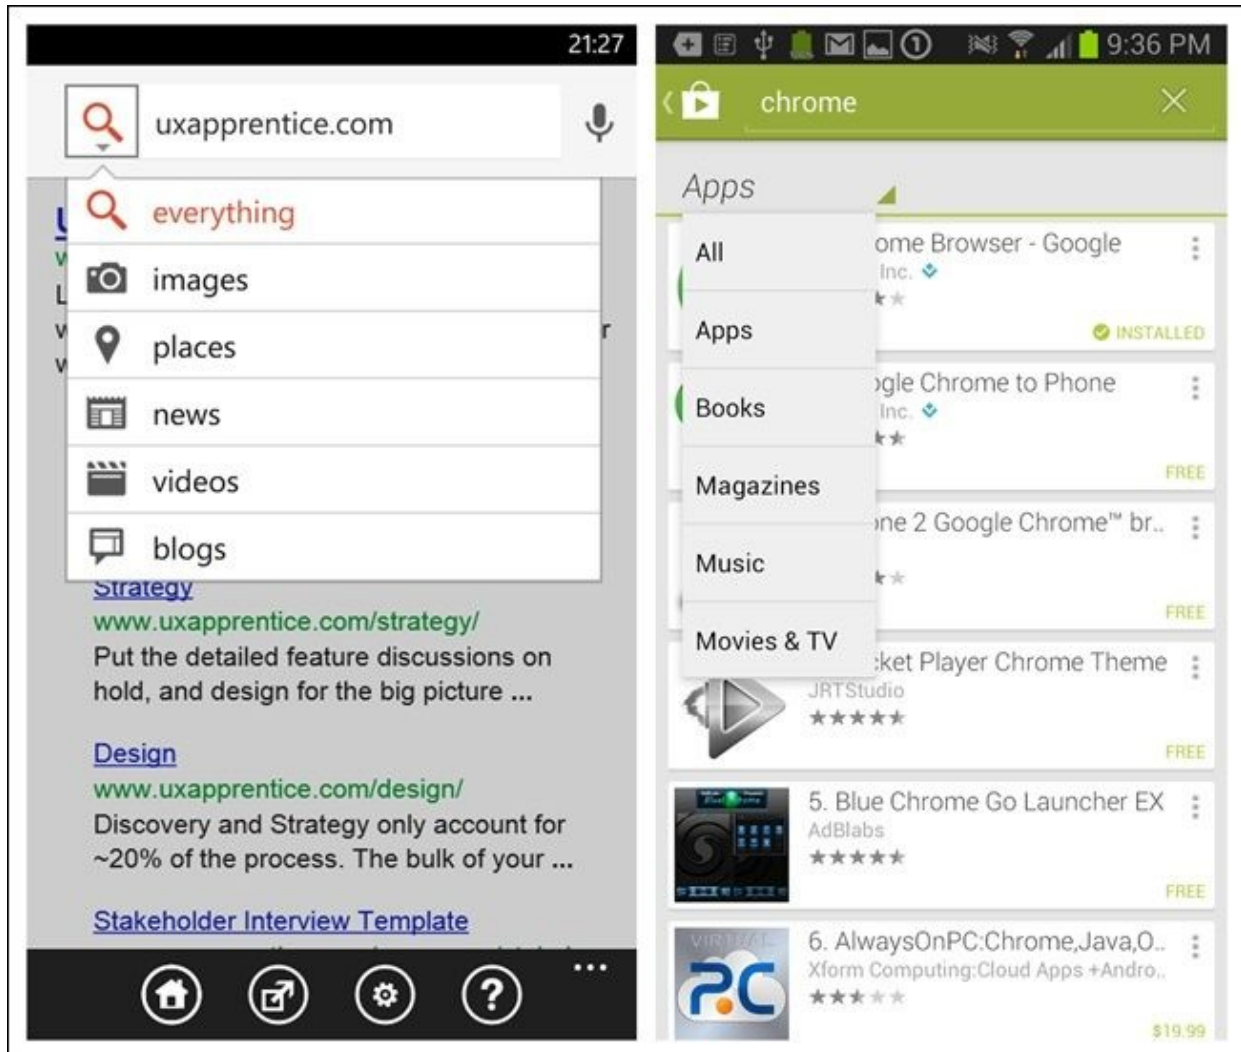 21:27
uxapprentice.com
everything
images
places
news
videos
blogs
Strategy
www.uxapprentice.com/strategy/
Put the detailed feature discussions on
hold, and design for the big picture ...
Design
www.uxapprentice.com/design/
Discovery and Strategy only account for
~20% of the process. The bulk of your ...
Stakeholder Interview Template
9:36 PM
chrome
Apps
All
Apps
Books
Magazines
Music
Movies & TV
ome Browser - Google
Inc.
INSTALLED
ogle Chrome to Phone
Inc.
FREE
one 2 Google Chrome™ br..
FREE
cket Player Chrome Theme
JRTStudio
FREE
5. Blue Chrome Go Launcher EX
AdBlabs
FREE
VIRTUAL
PC
6. AlwaysOnPC:Chrome,Java,O..
Xform Computing:Cloud Apps +Andro..
$19.99